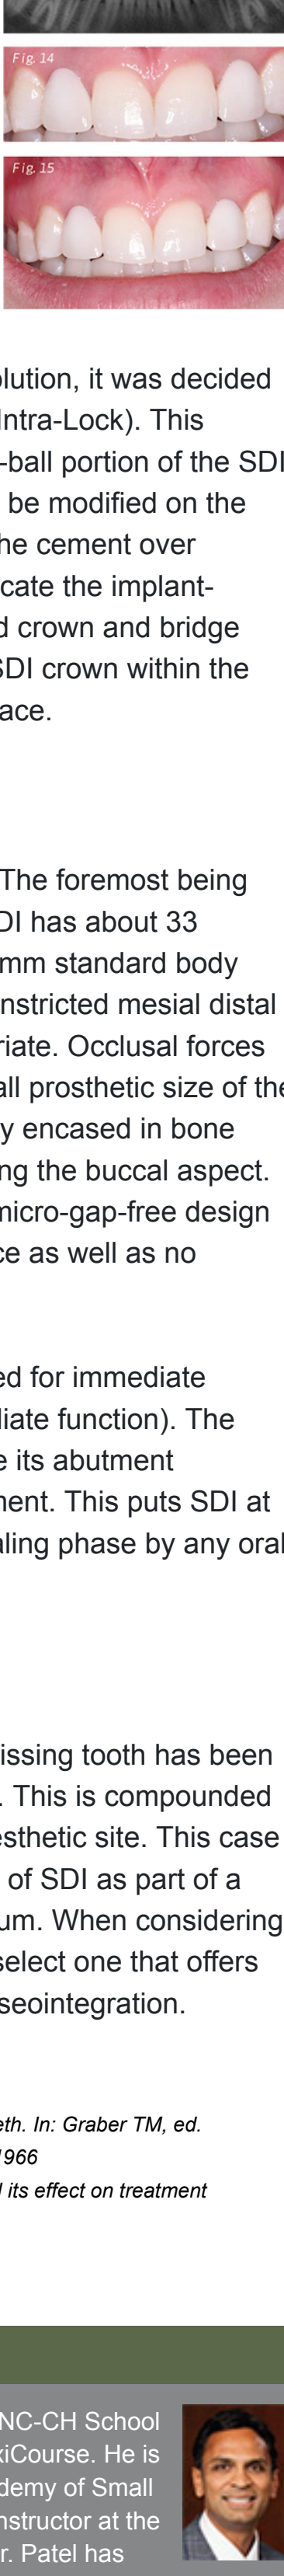 Fig. 14
Fig. 15
olution, it was decided
Intra-Lock). This
-ball portion of the SDI
be modified on the
he cement over
cate the implant-
d crown and bridge
SDI crown within the
ace.
The foremost being
DI has about 33
mm standard body
nstricted mesial distal
riate. Occlusal forces
all prosthetic size of the
y encased in bone
ng the buccal aspect.
micro-gap-free design
ce as well as no
ed for immediate
liate function). The
e its abutment
nent. This puts SDI at
aling phase by any oral
issing tooth has been
. This is compounded
esthetic site. This case
of SDI as part of a
um. When considering
select one that offers
seointegration.
eth. In: Graber TM, ed.
1966
l its effect on treatment
NC-CH School
xiCourse. He is
demy of Small
nstructor at the
r. Patel has